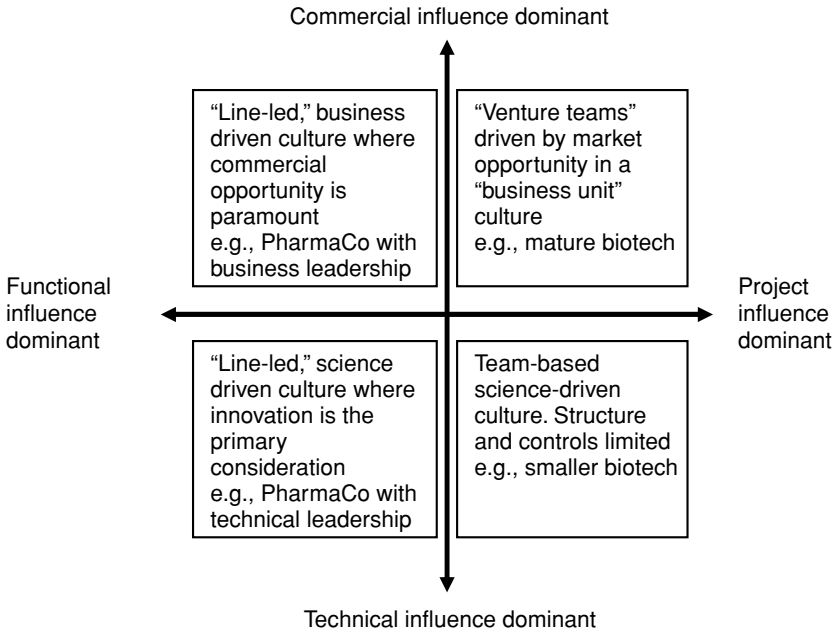 Commercial influence dominant
“Line-led,” business
driven culture where
commercial
opportunity is
paramount
e.g., PharmaCo with
business leadership
“Venture teams”
driven by market
opportunity in a
“business unit”
culture
e.g., mature biotech
Functional
influence
dominant
Project
influence
dominant
“Line-led,” science
driven culture where
innovation is the
primary
consideration
e.g., PharmaCo with
technical leadership
Team-based
science-driven
culture. Structure
and controls limited
e.g., smaller biotech
Technical influence dominant